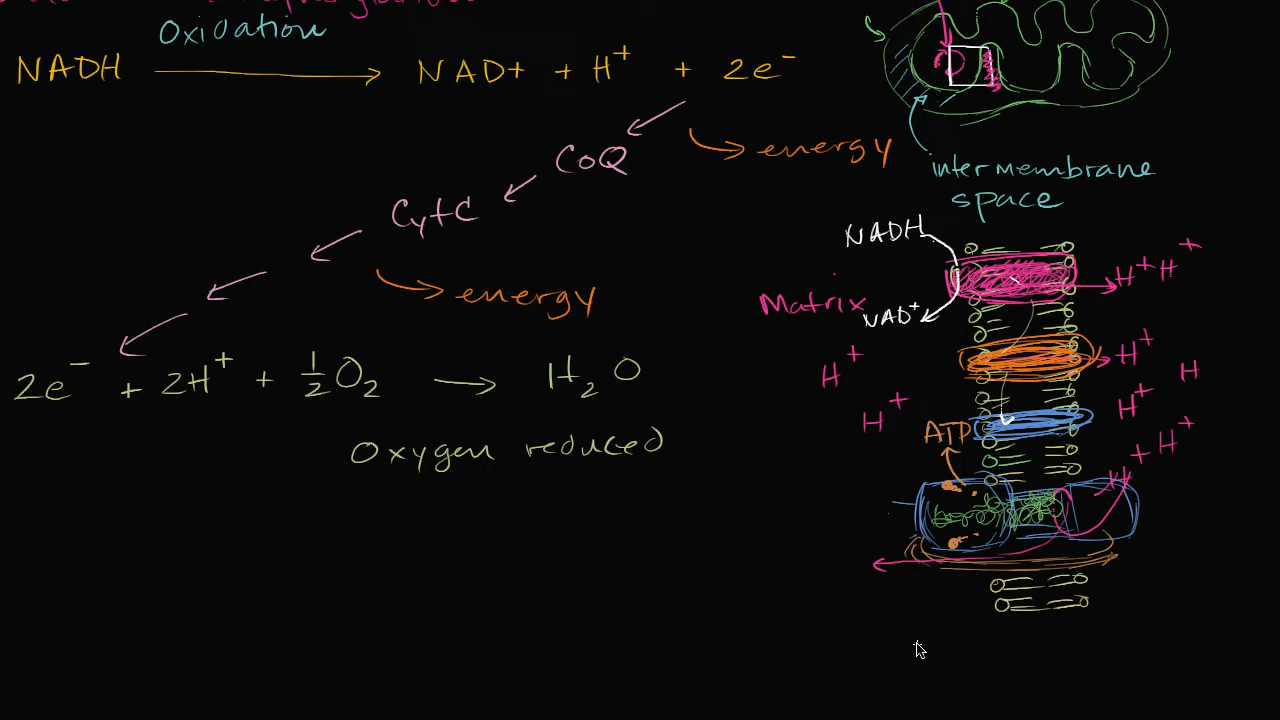 Oxidation
NADH → NAD+ + H⁺ + 2e⁻
CoQ
energy
Cyt C
energy
2e⁻ + 2H⁺ + ½O₂ → H₂O
Oxygen reduced
intermembrane
space
NADH
H⁺ H⁺
Matrix
NAD⁺
H⁺
H⁺
H
H⁺
H⁺
ATP
H⁺
H⁺